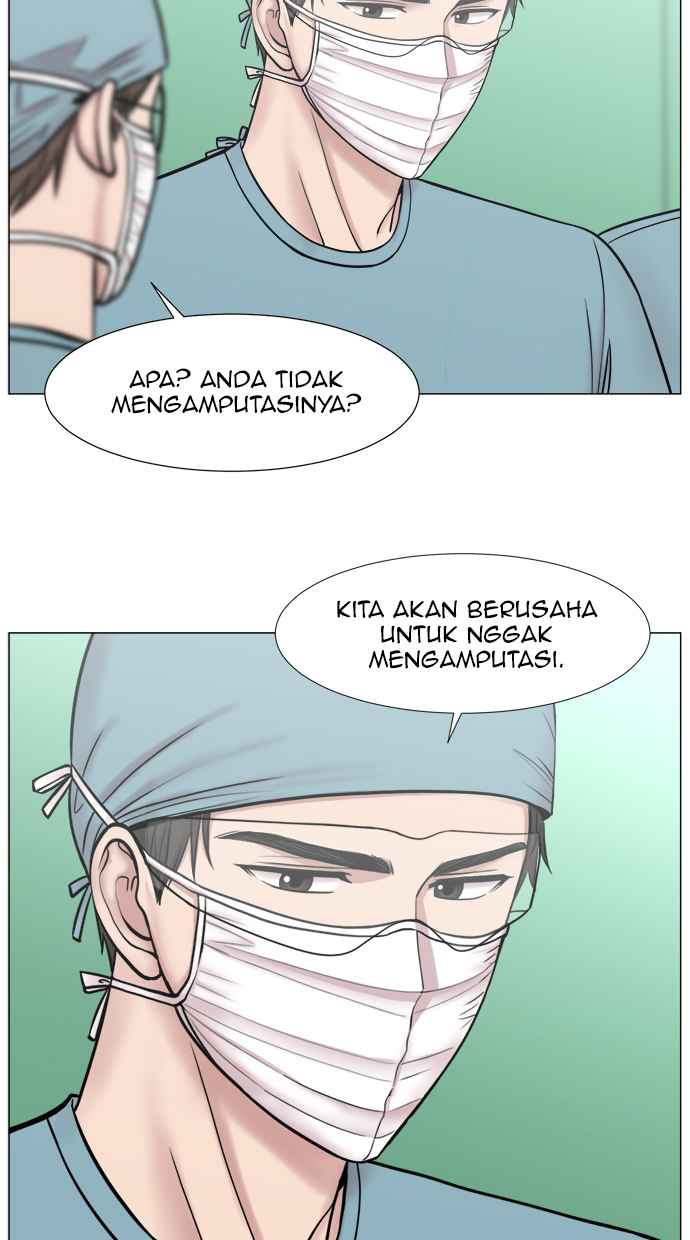 APA? ANDA TIDAK
MENGAMPUTASINYA?
KITA AKAN BERUSAHA
UNTUK NGGAK
MENGAMPUTASI.